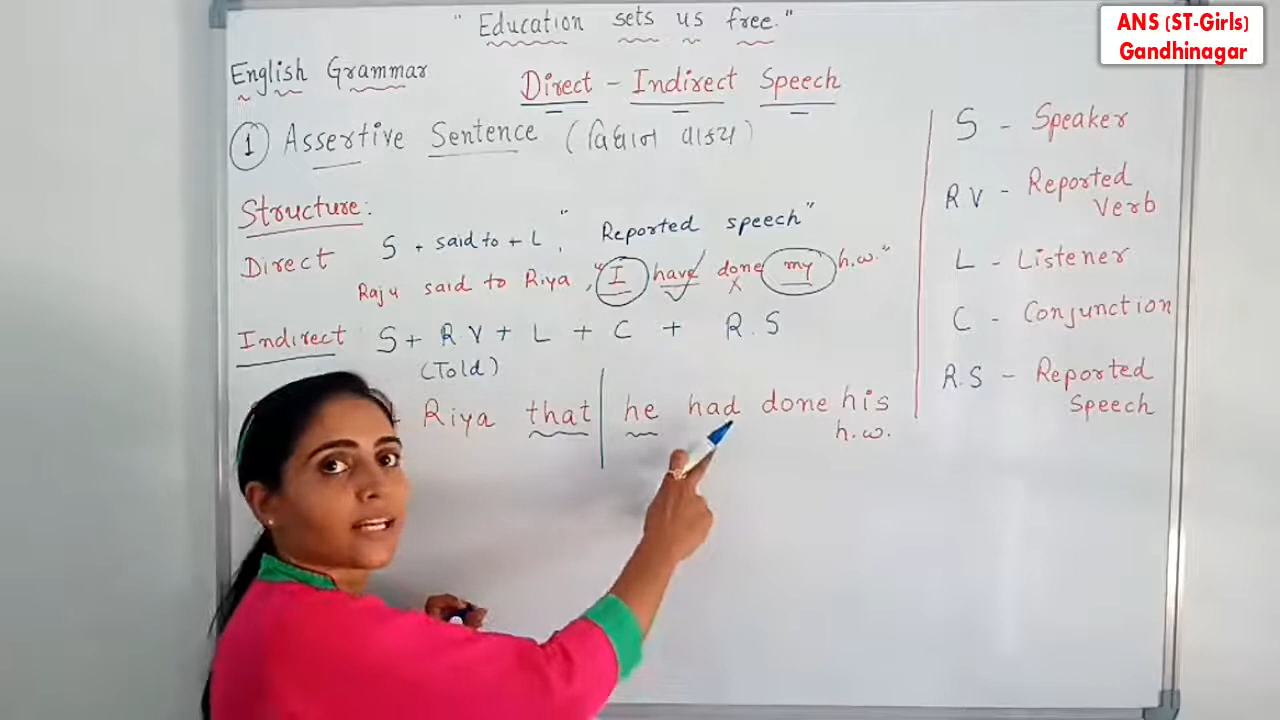 ANS (ST-Girls)
Gandhinagar
"Education sets us free."
English Grammar
Direct - Indirect Speech
① Assertive Sentence (વિધાન વાક્ય)
Structure:
Direct S + said to + L, "Reported speech"
Raju said to Riya, "I have done my h.w."
Indirect S + RV + L + C + R.S
(Told)
Riya that he had done his
h.w.
S - Speaker
RV - Reported
Verb
L - Listener
C - Conjunction
R.S - Reported
Speech